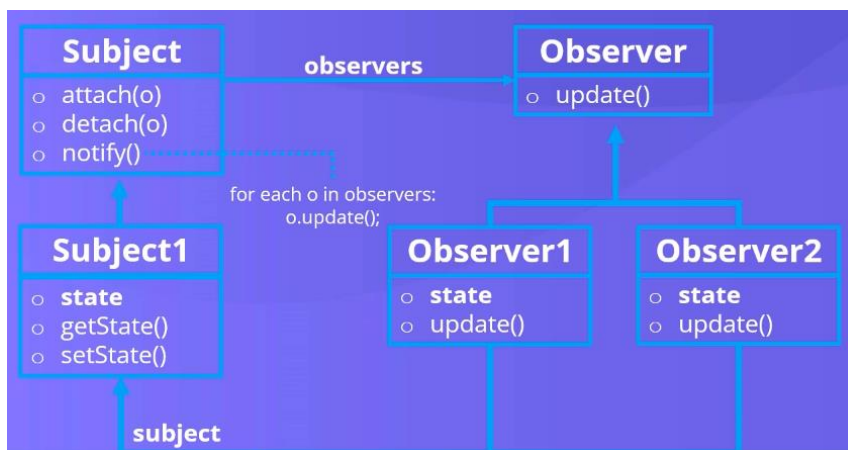 Subject
o attach(o)
o detach(o)
o notify()
observers
Observer
o update()
for each o in observers:
o.update();
Subject1
o state
o getState()
o setState()
Observer1
o state
o update()
Observer2
o state
o update()
subject